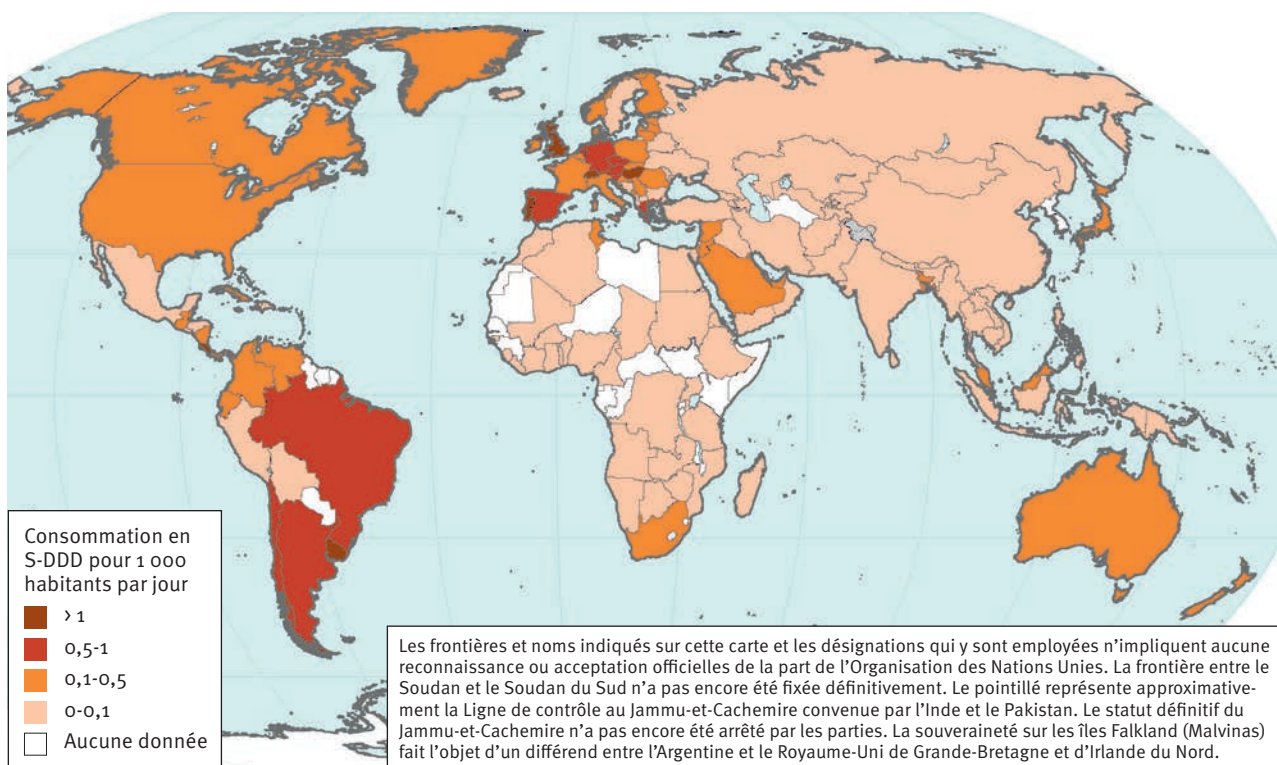 Consommation en
S-DDD pour 1 000
habitants par jour
> 1
0,5-1
0,1-0,5
0-0,1
Aucune donnée
Les frontières et noms indiqués sur cette carte et les désignations qui y sont employées n'impliquent aucune
reconnaissance ou acceptation officielles de la part de l'Organisation des Nations Unies. La frontière entre le
Soudan et le Soudan du Sud n'a pas encore été fixée définitivement. Le pointillé représente approximative-
ment la Ligne de contrôle au Jammu-et-Cachemire convenue par l'Inde et le Pakistan. Le statut définitif du
Jammu-et-Cachemire n'a pas encore été arrêté par les parties. La souveraineté sur les îles Falkland (Malvinas)
fait l'objet d'un différend entre l'Argentine et le Royaume-Uni de Grande-Bretagne et d'Irlande du Nord.